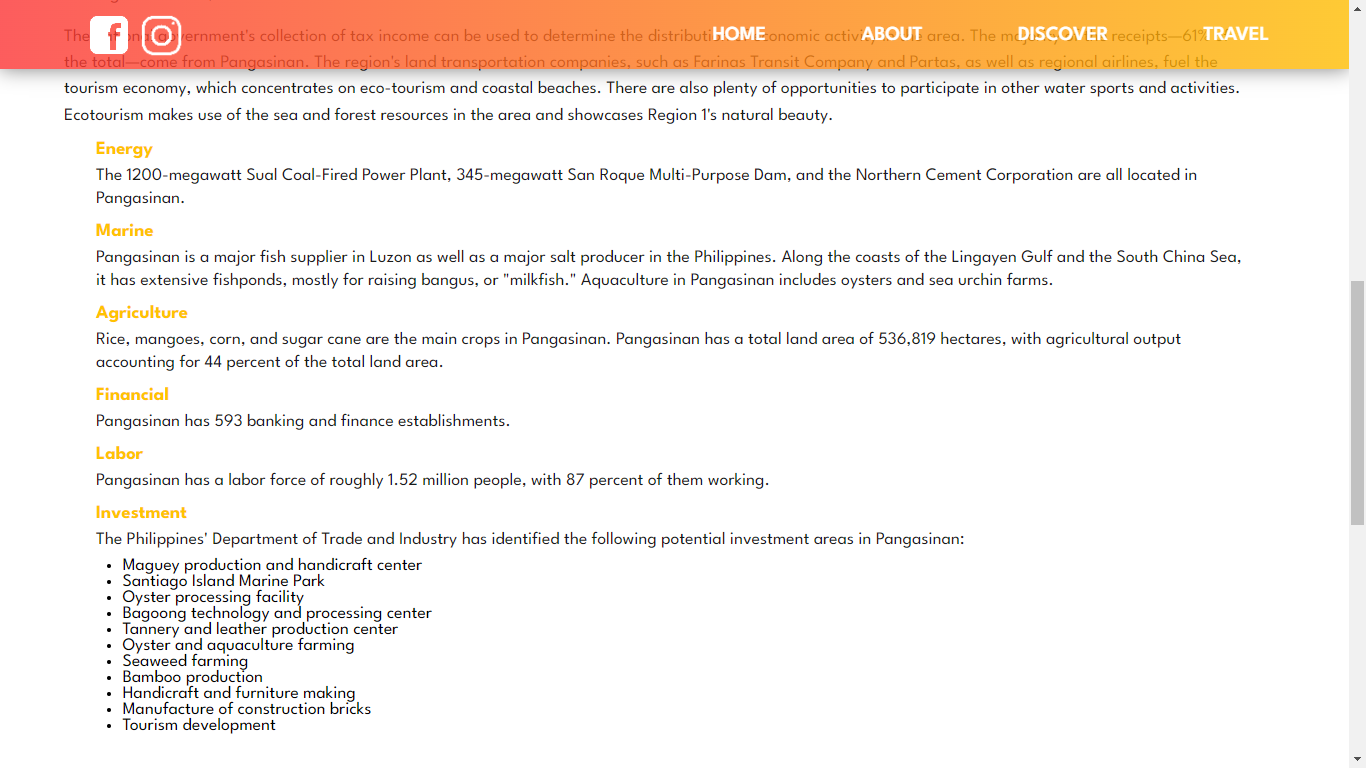 HOME ABOUT DISCOVER TRAVEL
The government's collection of tax income can be used to determine the area. The receipts—61%
the total—come from Pangasinan. The region's land transportation companies, such as Farinas Transit Company and Partas, as well as regional airlines, fuel the
tourism economy, which concentrates on eco-tourism and coastal beaches. There are also plenty of opportunities to participate in other water sports and activities.
Ecotourism makes use of the sea and forest resources in the area and showcases Region 1's natural beauty.
Energy
The 1200-megawatt Sual Coal-Fired Power Plant, 345-megawatt San Roque Multi-Purpose Dam, and the Northern Cement Corporation are all located in
Pangasinan.
Marine
Pangasinan is a major fish supplier in Luzon as well as a major salt producer in the Philippines. Along the coasts of the Lingayen Gulf and the South China Sea,
it has extensive fishponds, mostly for raising bangus, or "milkfish." Aquaculture in Pangasinan includes oysters and sea urchin farms.
Agriculture
Rice, mangoes, corn, and sugar cane are the main crops in Pangasinan. Pangasinan has a total land area of 536,819 hectares, with agricultural output
accounting for 44 percent of the total land area.
Financial
Pangasinan has 593 banking and finance establishments.
Labor
Pangasinan has a labor force of roughly 1.52 million people, with 87 percent of them working.
Investment
The Philippines' Department of Trade and Industry has identified the following potential investment areas in Pangasinan:
• Maguey production and handicraft center
• Santiago Island Marine Park
• Oyster processing facility
• Bagoong technology and processing center
• Tannery and leather production center
• Oyster and aquaculture farming
• Seaweed farming
• Bamboo production
• Handicraft and furniture making
• Manufacture of construction bricks
• Tourism development